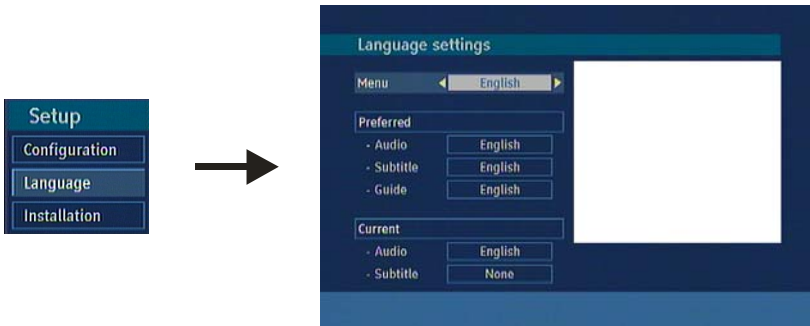 Setup
Configuration
Language
Installation
Language settings
Menu English
Preferred
- Audio English
- Subtitle English
- Guide English
Current
- Audio English
- Subtitle None